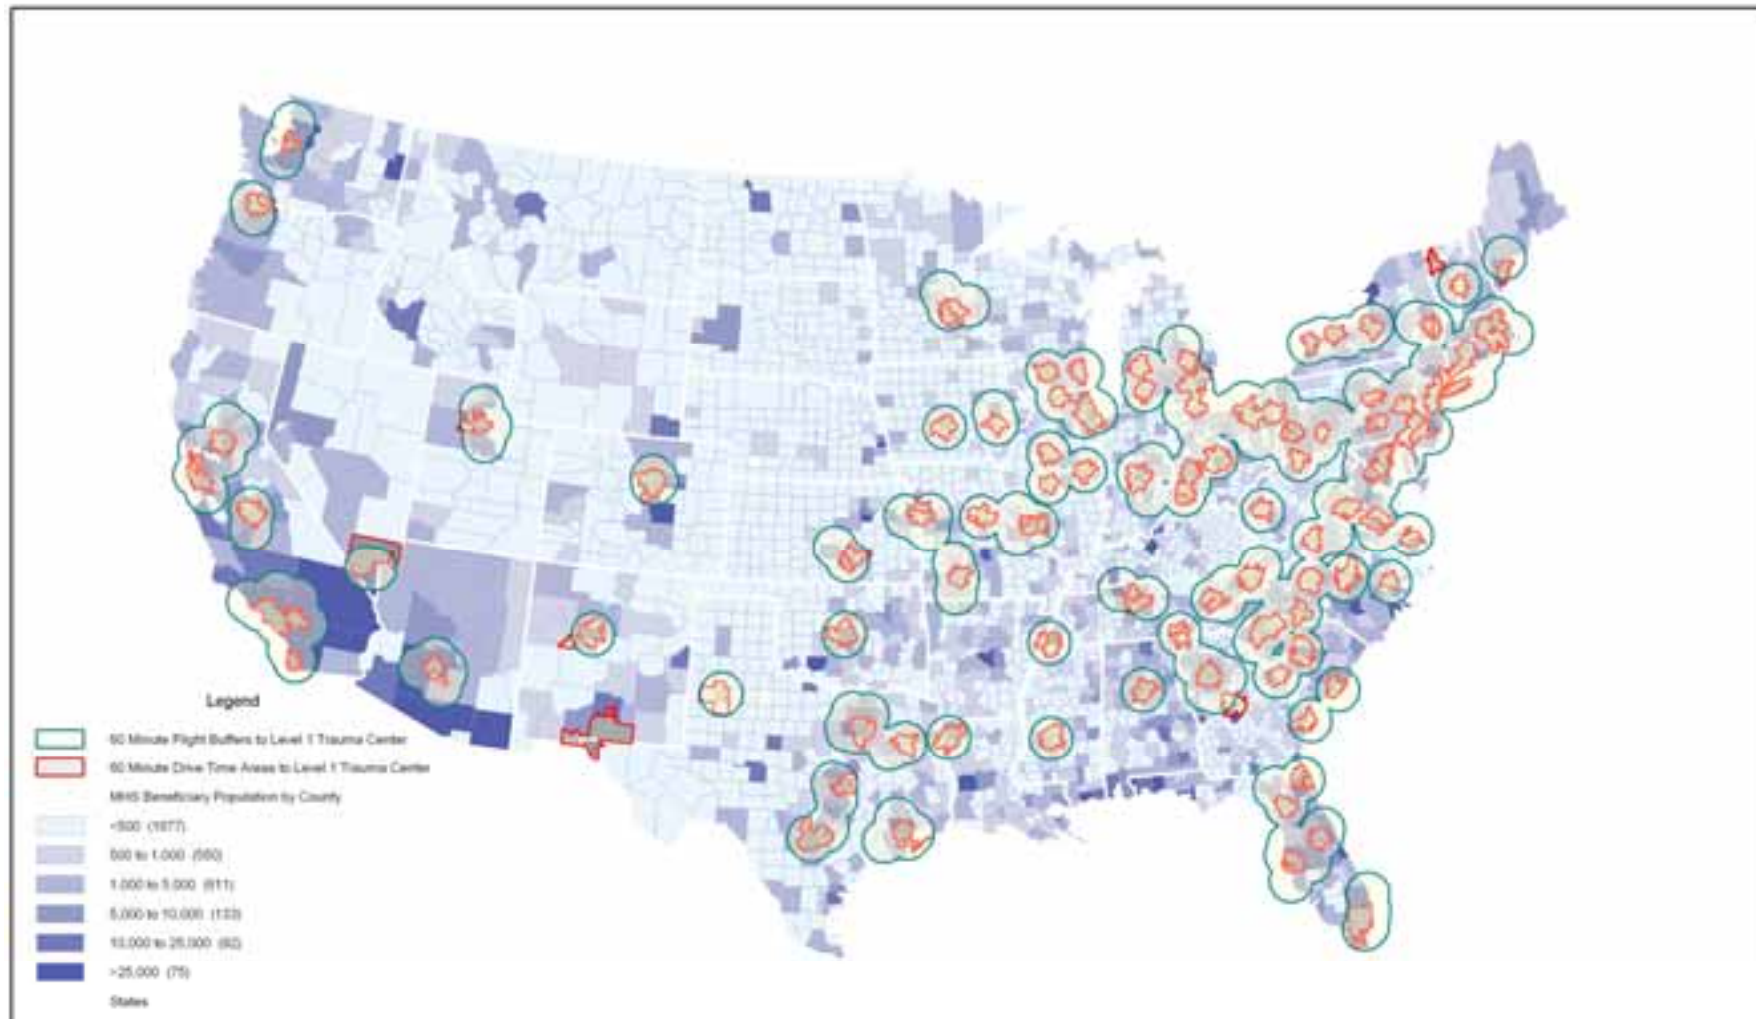 Legend
60 Minute Flight Buffers to Level 1 Trauma Center
60 Minute Drive Time Areas to Level 1 Trauma Center
MHS Beneficiary Population by County
<500 (1677)
500 to 1,000 (550)
1,000 to 5,000 (611)
5,000 to 10,000 (133)
10,000 to 25,000 (92)
>25,000 (75)
States